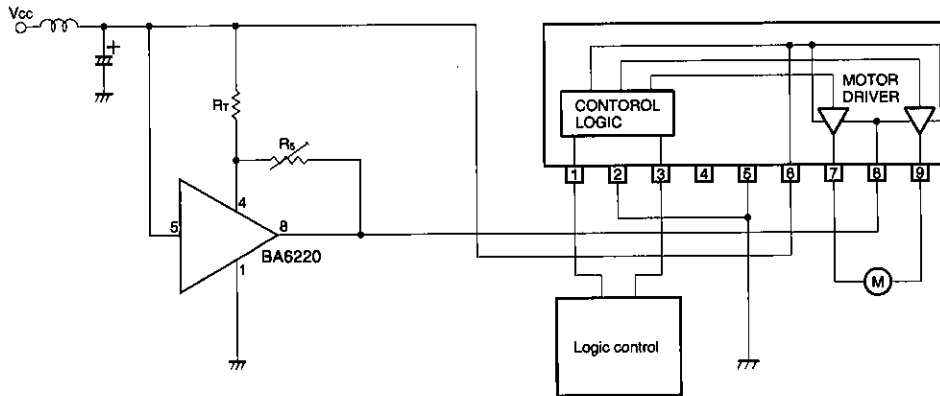 Vcc
+
RT
R5
4
5
8
1
BA6220
CONTOROL
LOGIC
MOTOR
DRIVER
1 2 3 4 5 6 7 8 9
M
Logic control